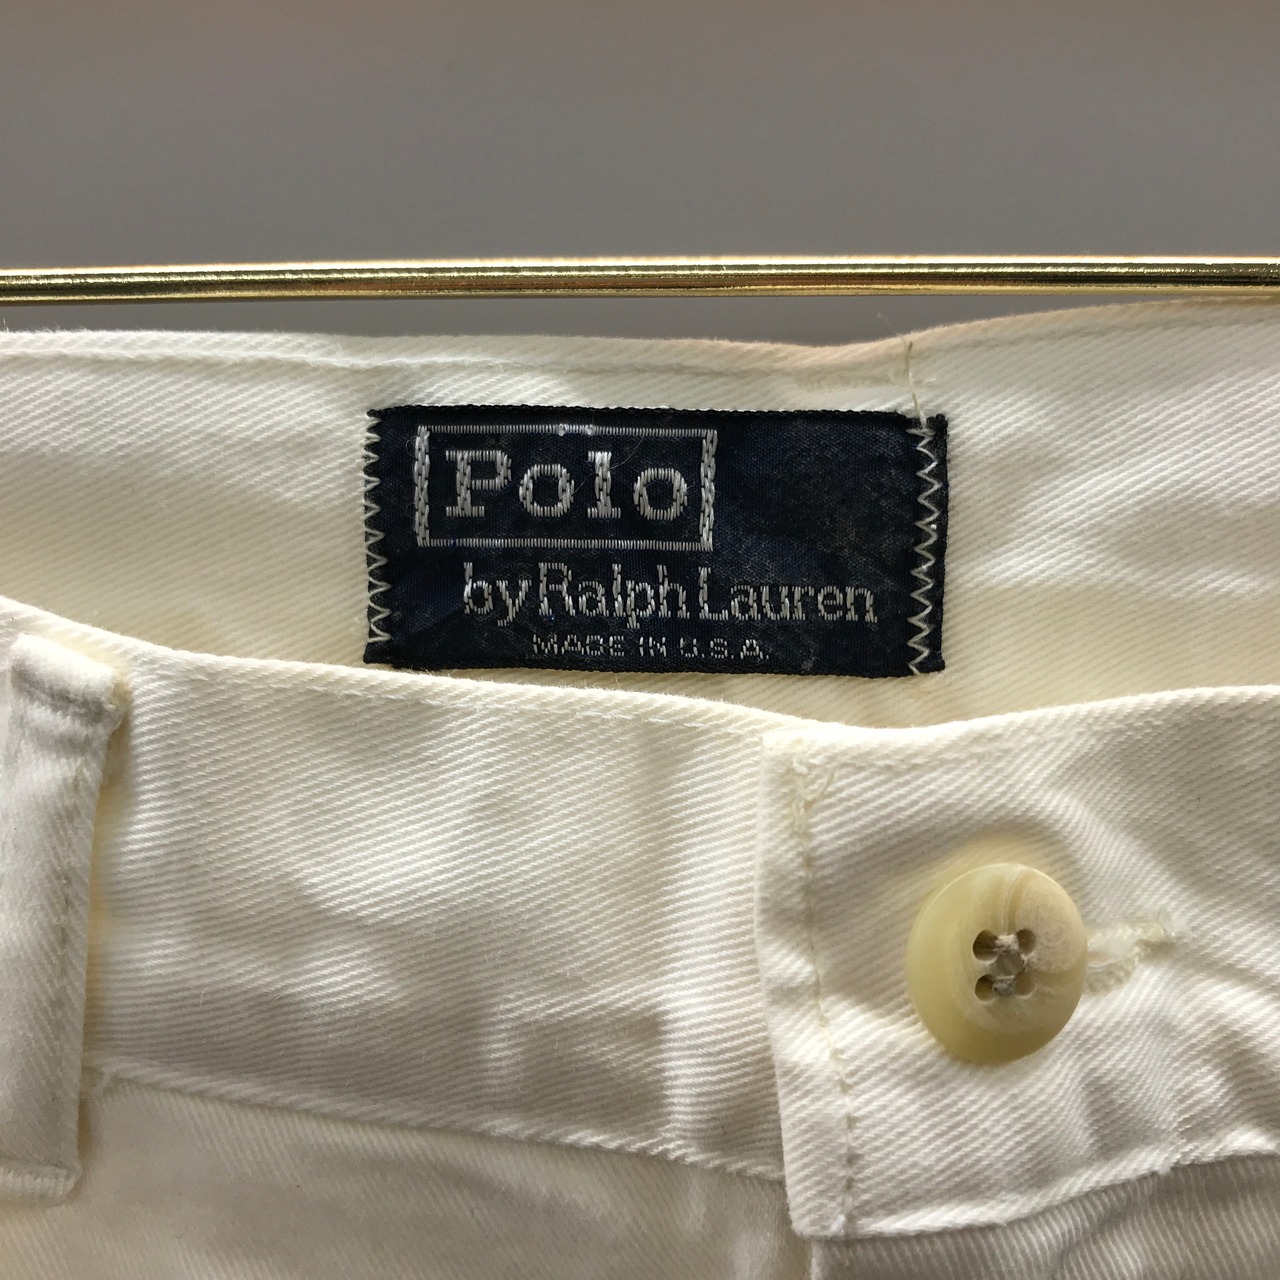 Polo
by Ralph Lauren
MADE IN U.S.A.